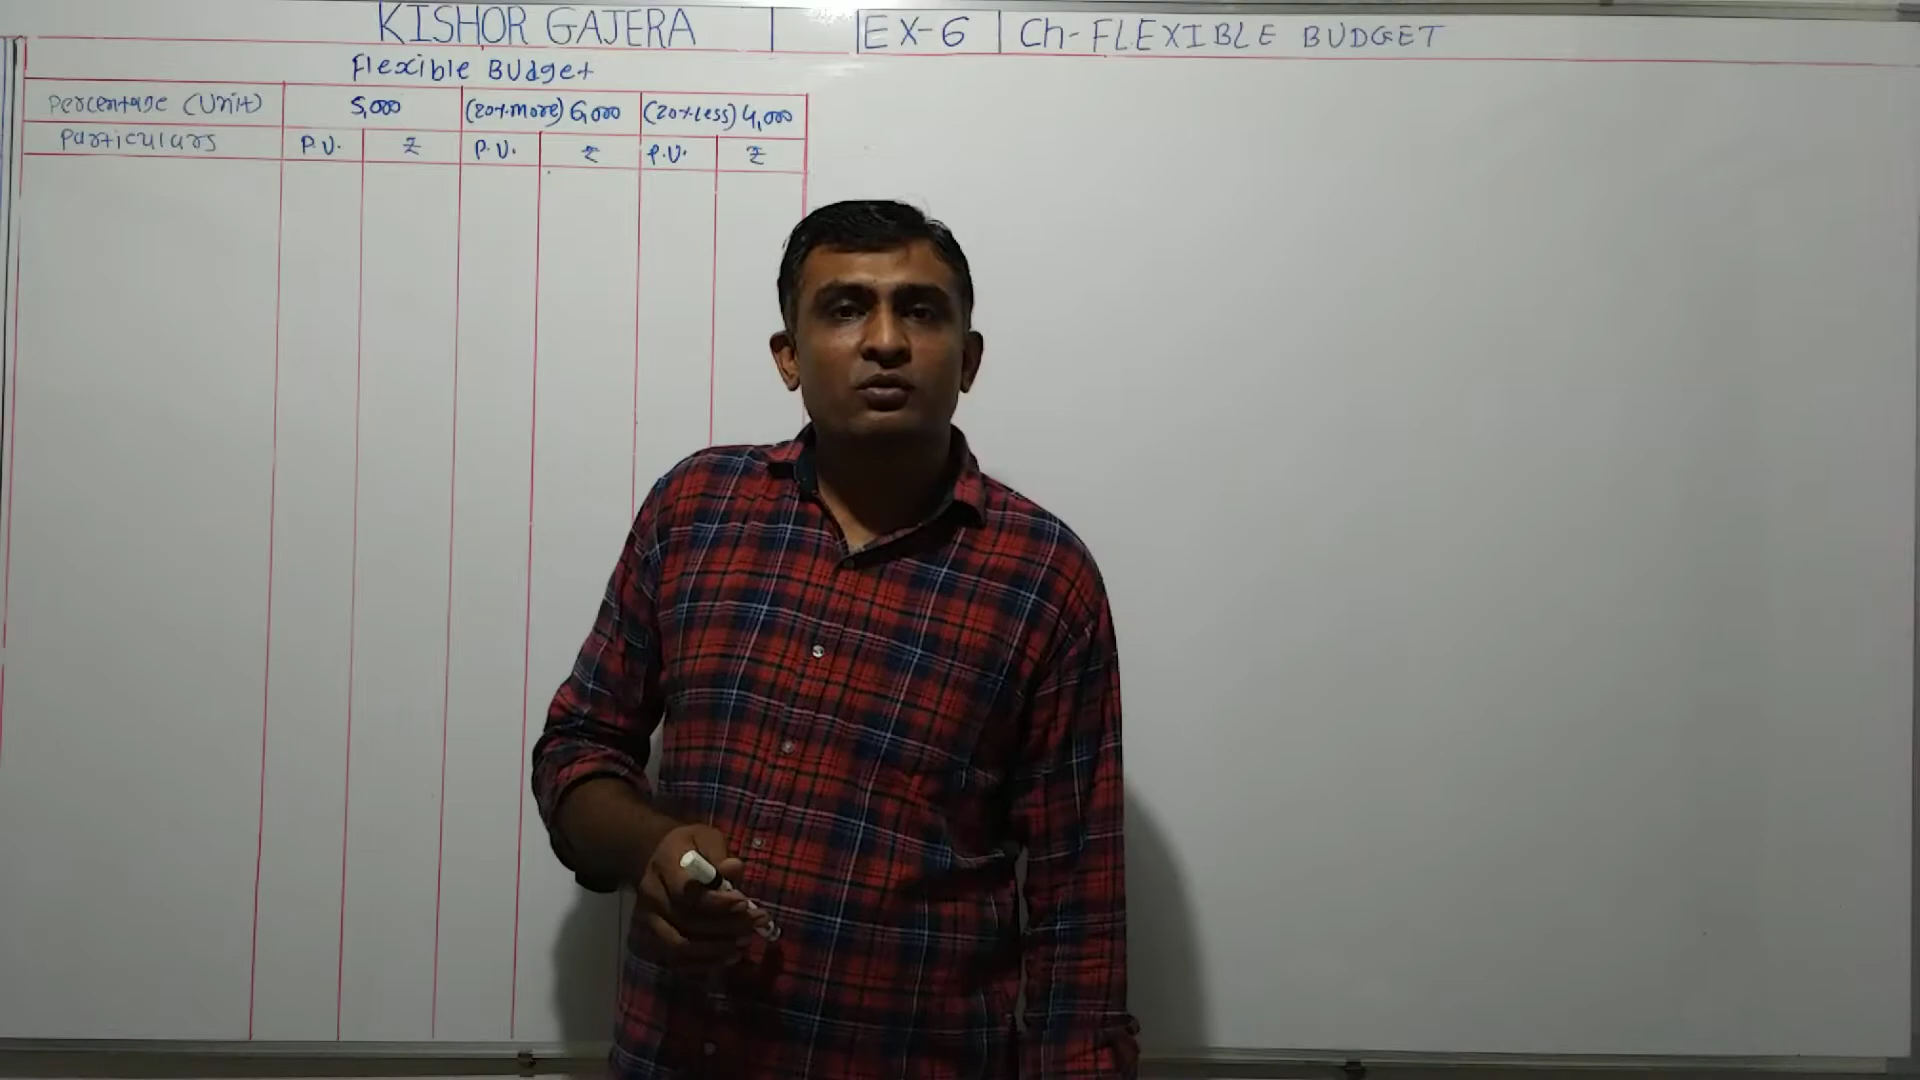 KISHOR GAJERA | EX-6 | Ch-FLEXIBLE BUDGET
Flexible Budget
Percentage (Unit) 5,000 (20% more) 6,000 (20% Less) 4,000
Particulars P.U. ₹ P.U. ₹ P.U. ₹